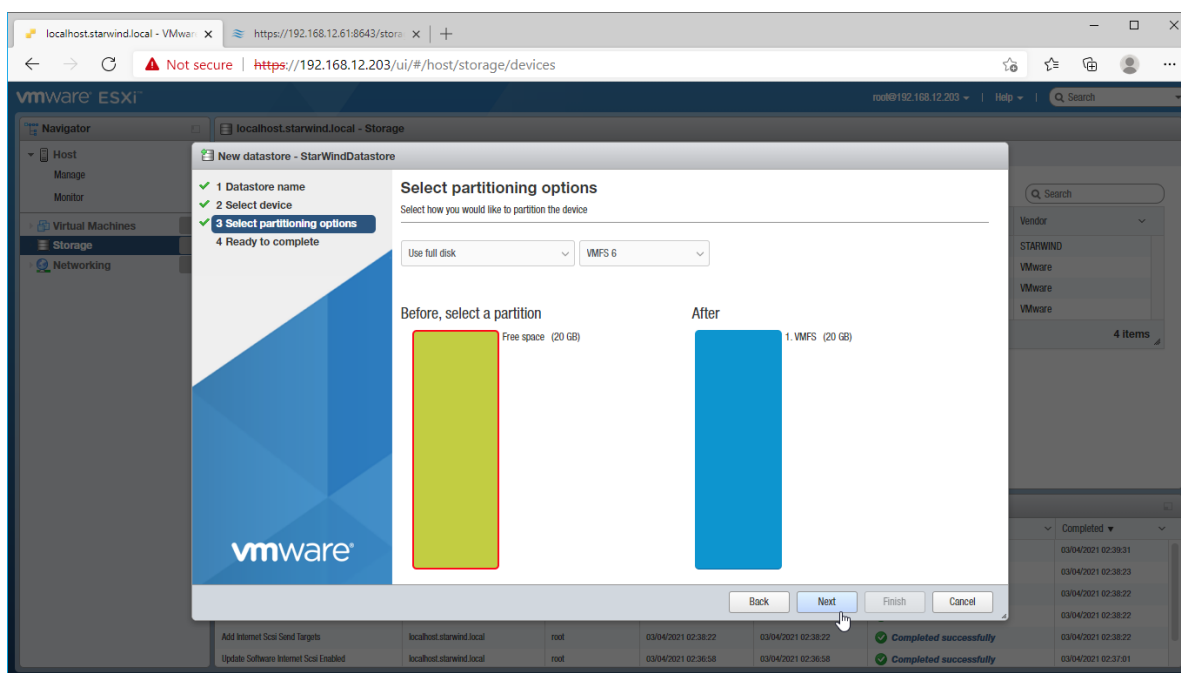 localhost.starwind.local - VMwar
https://192.168.12.61:8643/stora
Not secure | https://192.168.12.203/ui/#/host/storage/devices
vmware ESXi™
root@192.168.12.203 | Help | Search
Navigator
localhost.starwind.local - Storage
Host
Manage
Monitor
Virtual Machines
Storage
Networking
New datastore - StarWindDatastore
1 Datastore name
2 Select device
3 Select partitioning options
4 Ready to complete
vmware®
Select partitioning options
Select how you would like to partition the device
Use full disk
VMFS 6
Before, select a partition
After
Free space (20 GB)
1. VMFS (20 GB)
Back
Next
Finish
Cancel
Search
Vendor
STARWIND
VMware
VMware
VMware
4 items
Completed ▼
03/04/2021 02:39:31
03/04/2021 02:38:23
03/04/2021 02:38:22
03/04/2021 02:38:22
Add Internet Scsi Send Targets localhost.starwind.local root 03/04/2021 02:38:22 03/04/2021 02:38:22 Completed successfully 03/04/2021 02:38:22
Update Software Internet Scsi Enabled localhost.starwind.local root 03/04/2021 02:36:58 03/04/2021 02:36:58 Completed successfully 03/04/2021 02:37:01